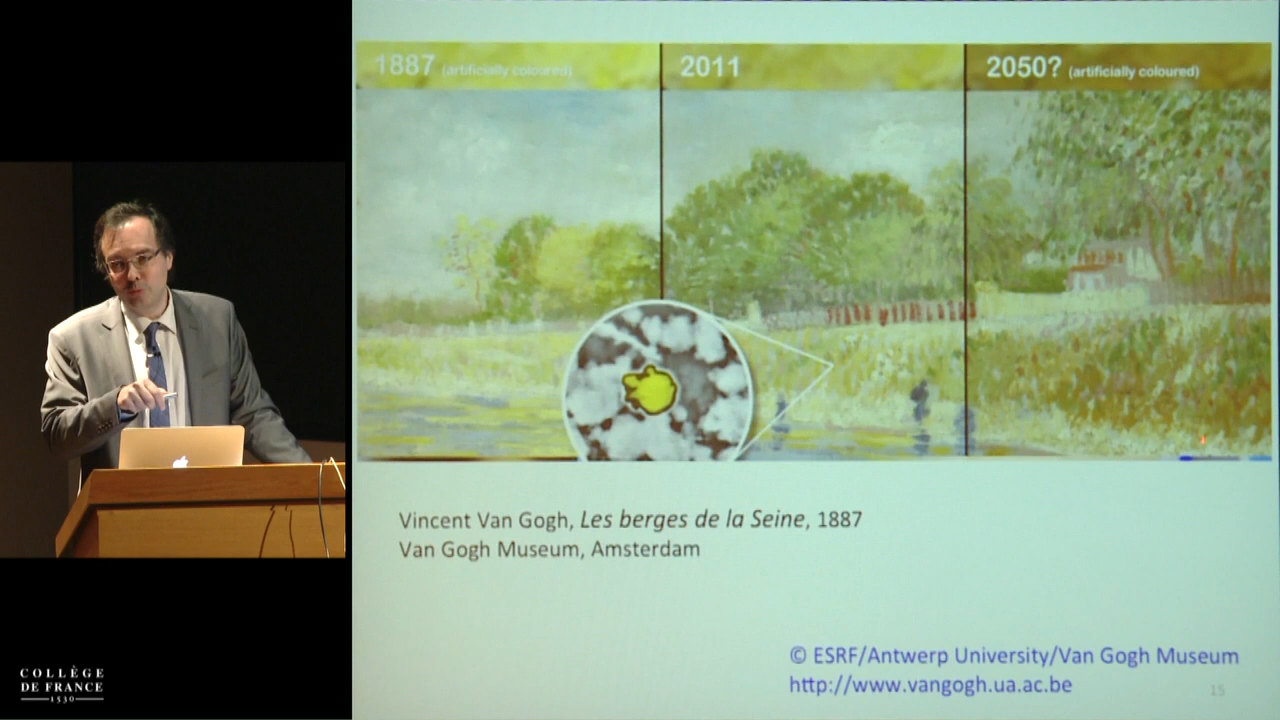 1887 (artificially coloured)
2011
2050? (artificially coloured)
Vincent Van Gogh, Les berges de la Seine, 1887
Van Gogh Museum, Amsterdam
© ESRF/Antwerp University/Van Gogh Museum
http://www.vangogh.ua.ac.be
15
COLLÈGE
DE FRANCE
1530